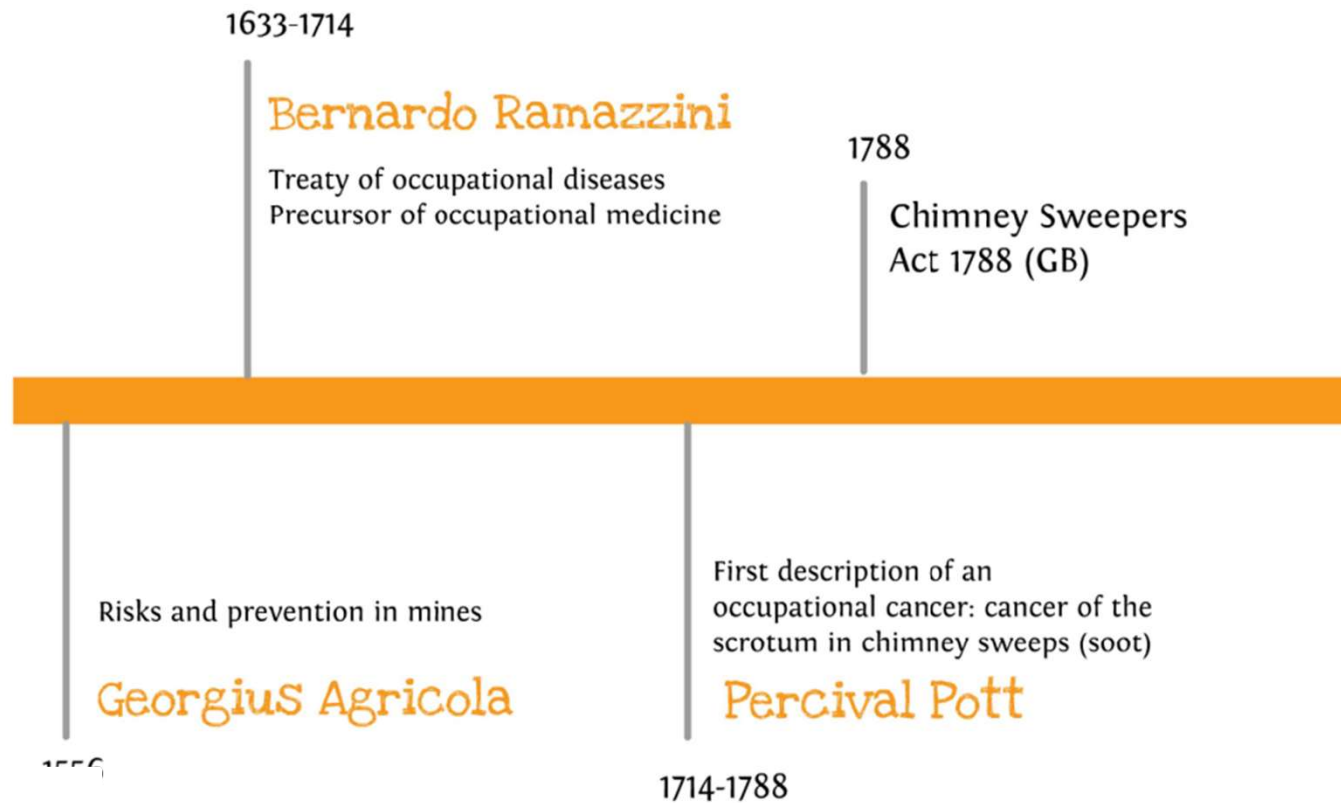 1633-1714
Bernardo Ramazzini
Treaty of occupational diseases
Precursor of occupational medicine
1788
Chimney Sweepers
Act 1788 (GB)
Risks and prevention in mines
Georgius Agricola
First description of an
occupational cancer: cancer of the
scrotum in chimney sweeps (soot)
Percival Pott
1714-1788